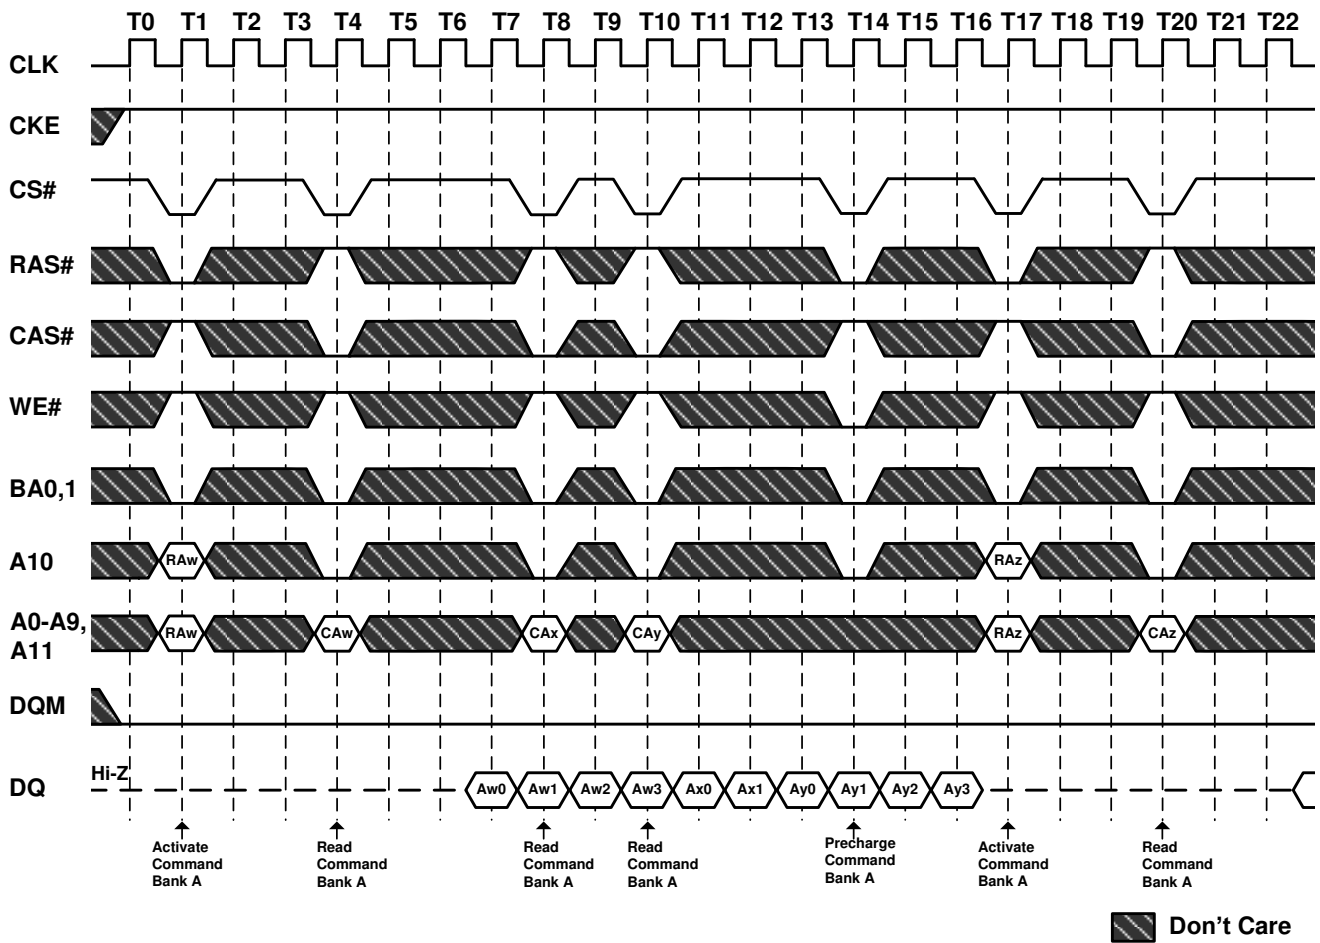 T0 T1 T2 T3 T4 T5 T6 T7 T8 T9 T10 T11 T12 T13 T14 T15 T16 T17 T18 T19 T20 T21 T22
CLK
CKE
CS#
RAS#
CAS#
WE#
BA0,1
A10
RAw RAz
A0-A9,
A11
RAw CAw CAx CAy RAz CAz
DQM
Hi-Z
DQ
Aw0 Aw1 Aw2 Aw3 Ax0 Ax1 Ay0 Ay1 Ay2 Ay3
Activate
Command
Bank A
Read
Command
Bank A
Read
Command
Bank A
Read
Command
Bank A
Precharge
Command
Bank A
Activate
Command
Bank A
Read
Command
Bank A
Don't Care